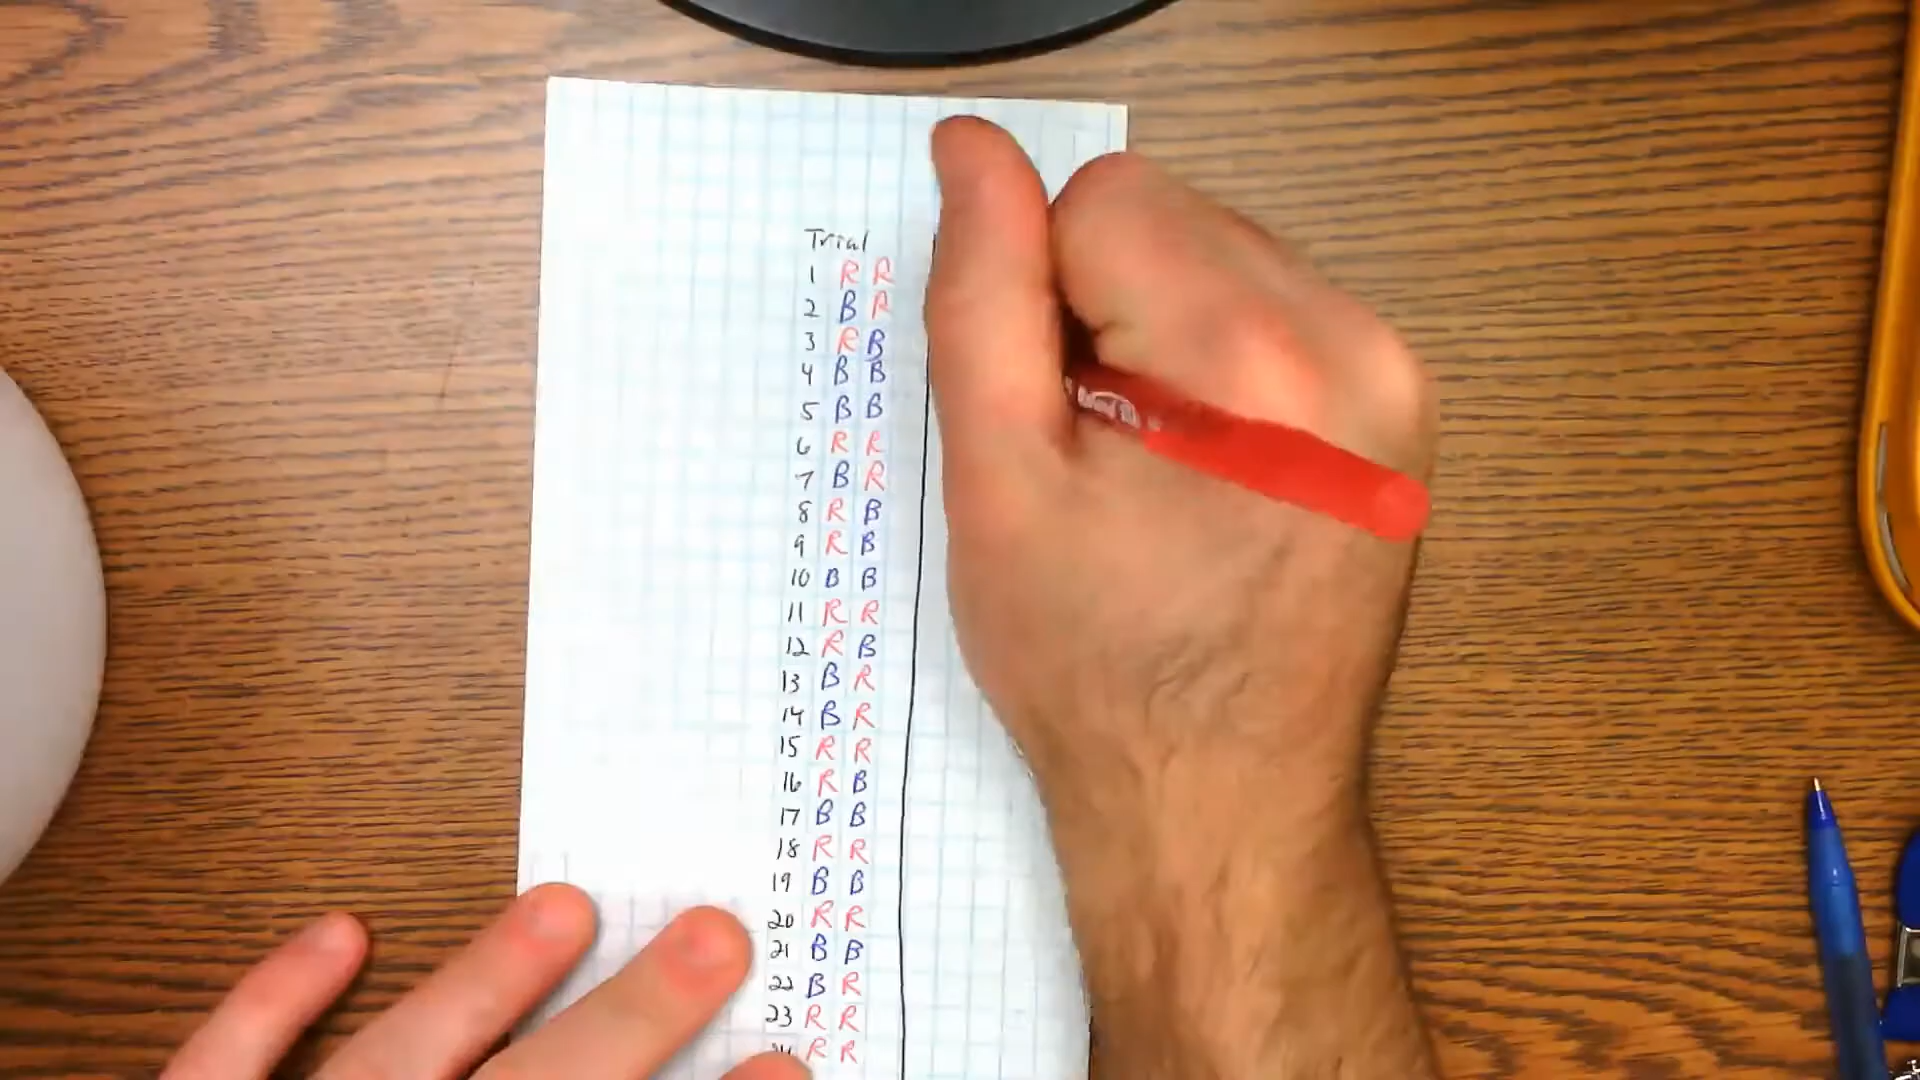 Trial
1 R R
2 B R
3 R B
4 B B
5 B B
6 R R
7 B R
8 R B
9 R B
10 B B
11 R R
12 R B
13 B R
14 B R
15 R R
16 R B
17 B B
18 R R
19 B B
20 R R
21 B B
22 B R
23 R R
24 R R